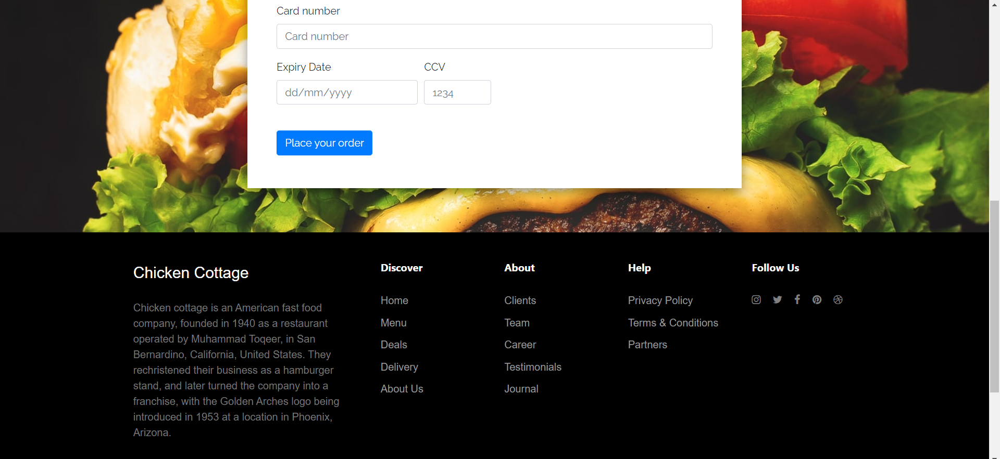 Card number
Card number
Expiry Date
CCV
dd/mm/yyyy
1234
Place your order
Chicken Cottage
Chicken cottage is an American fast food
company, founded in 1940 as a restaurant
operated by Muhammad Toqeer, in San
Bernardino, California, United States. They
rechristened their business as a hamburger
stand, and later turned the company into a
franchise, with the Golden Arches logo being
introduced in 1953 at a location in Phoenix,
Arizona.
Discover
Home
Menu
Deals
Delivery
About Us
About
Clients
Team
Career
Testimonials
Journal
Help
Privacy Policy
Terms & Conditions
Partners
Follow Us